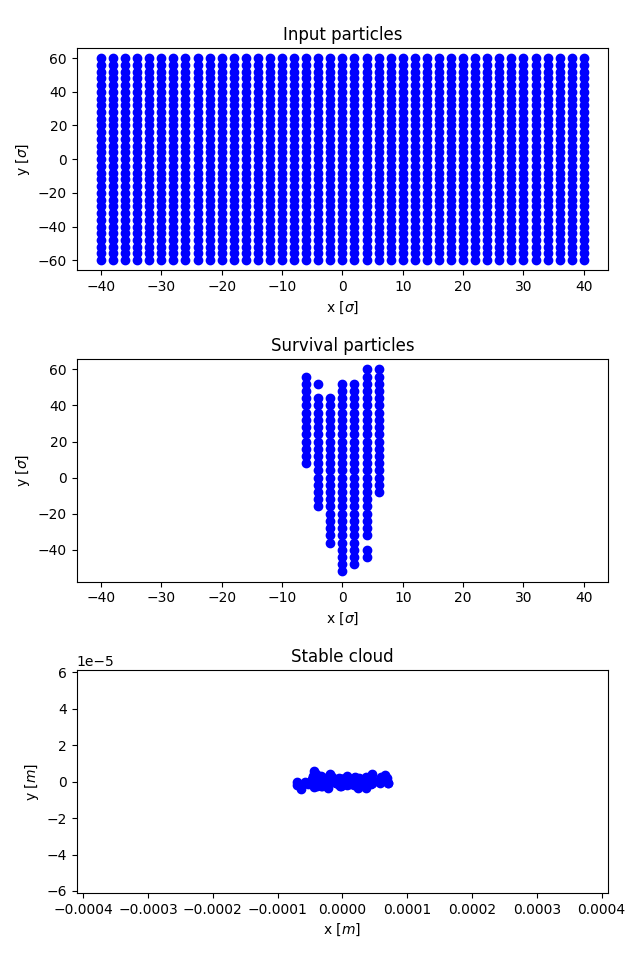 Input particles
60
40
20
0
−20
−40
−60
y [σ]
−40 −30 −20 −10 0 10 20 30 40
x [σ]
Survival particles
60
40
20
0
−20
−40
y [σ]
−40 −30 −20 −10 0 10 20 30 40
x [σ]
Stable cloud
1e−5
6
4
2
0
−2
−4
−6
y [m]
−0.0004 −0.0003 −0.0002 −0.0001 0.0000 0.0001 0.0002 0.0003 0.0004
x [m]